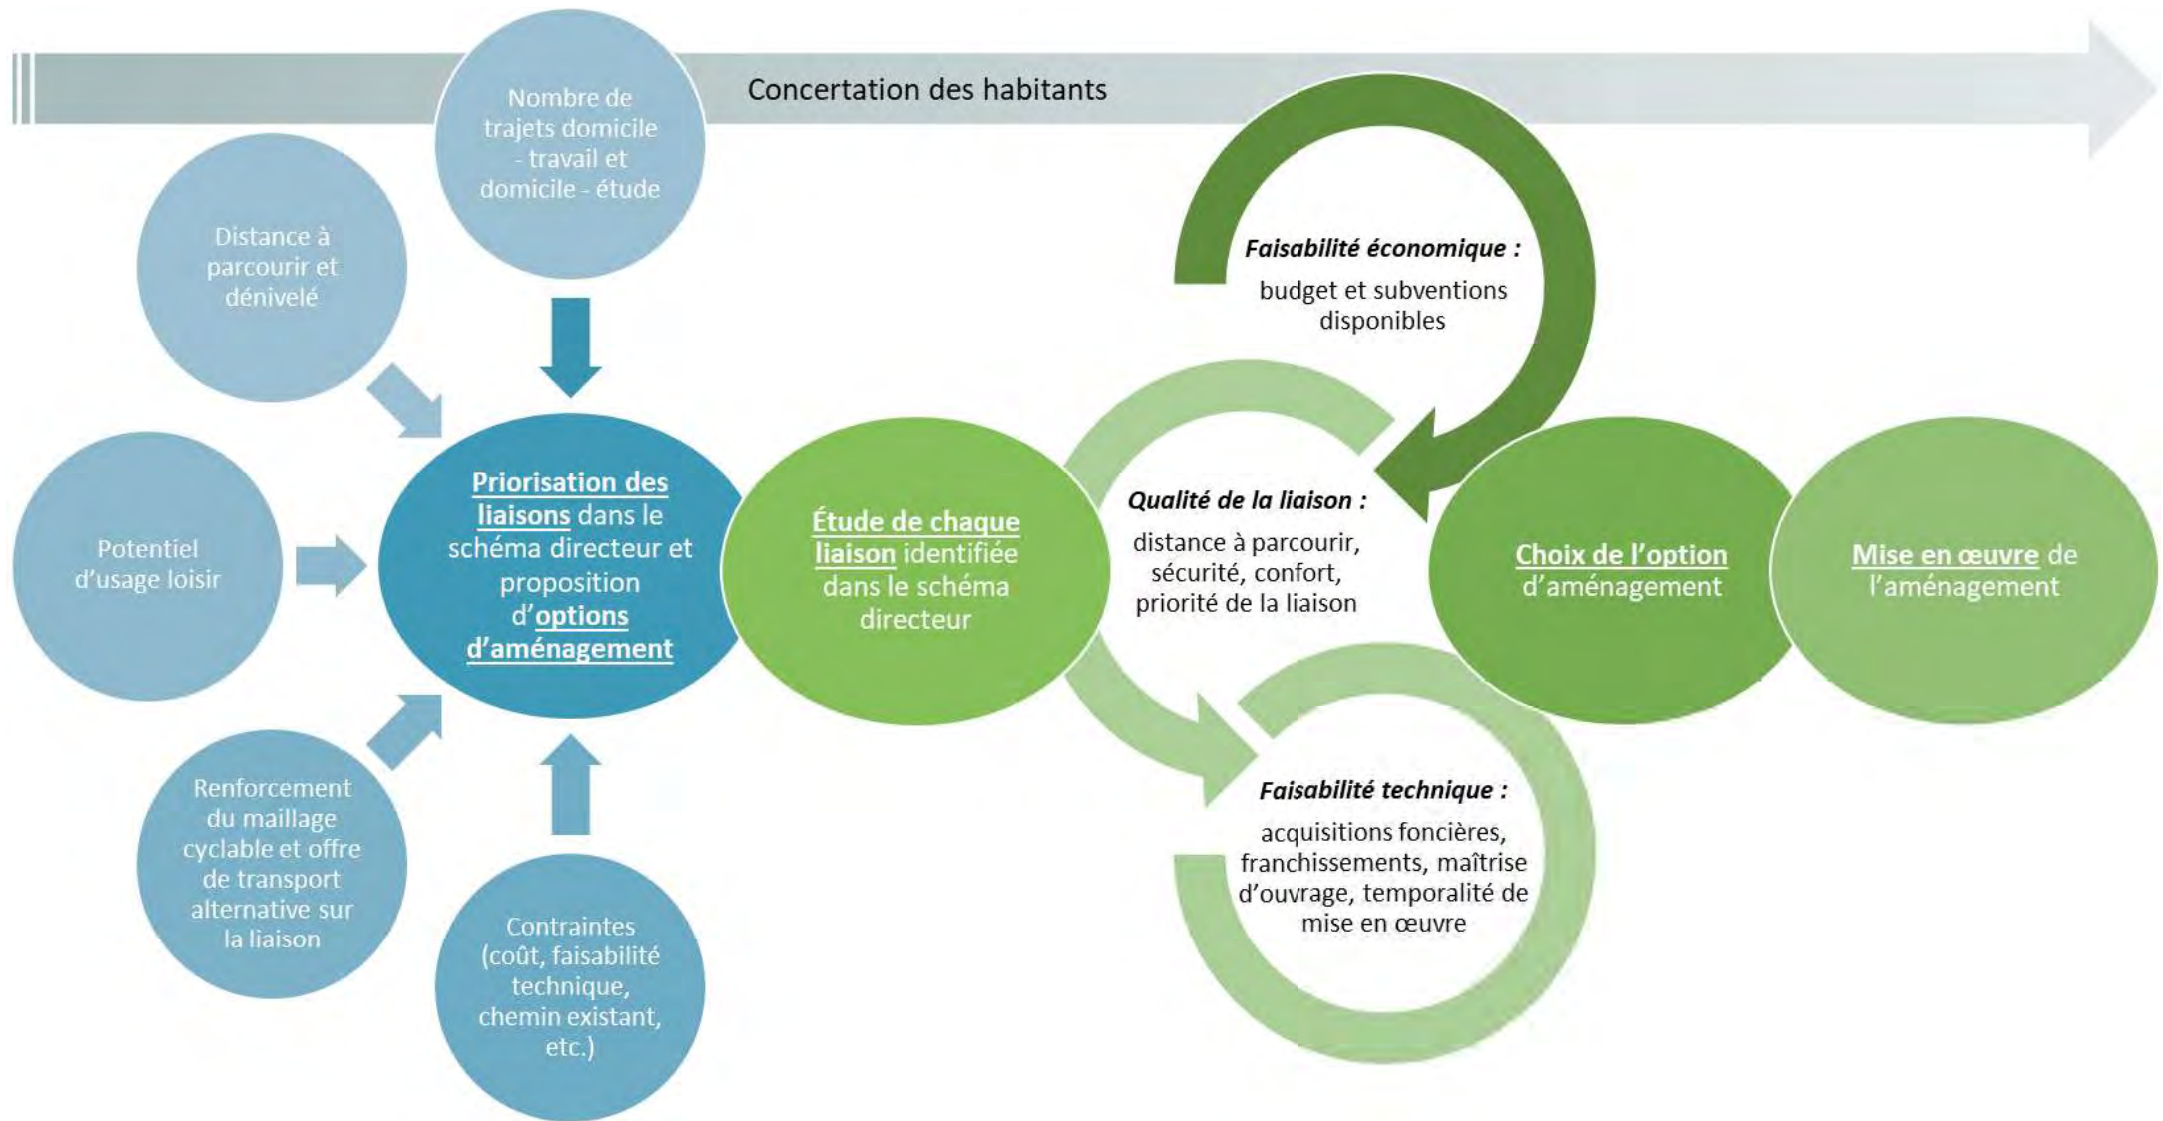 Concertation des habitants
Nombre de
trajets domicile
- travail et
domicile - étude
Distance à
parcourir et
dénivelé
Potentiel
d’usage loisir
Renforcement
du maillage
cyclable et offre
de transport
alternative sur
la liaison
Contraintes
(coût, faisabilité
technique,
chemin existant,
etc.)
Priorisation des
liaisons dans le
schéma directeur et
proposition
d’options
d’aménagement
Étude de chaque
liaison identifiée
dans le schéma
directeur
Faisabilité économique :
budget et subventions
disponibles
Qualité de la liaison :
distance à parcourir,
sécurité, confort,
priorité de la liaison
Faisabilité technique :
acquisitions foncières,
franchissements, maîtrise
d’ouvrage, temporalité de
mise en œuvre
Choix de l’option
d’aménagement
Mise en œuvre de
l’aménagement